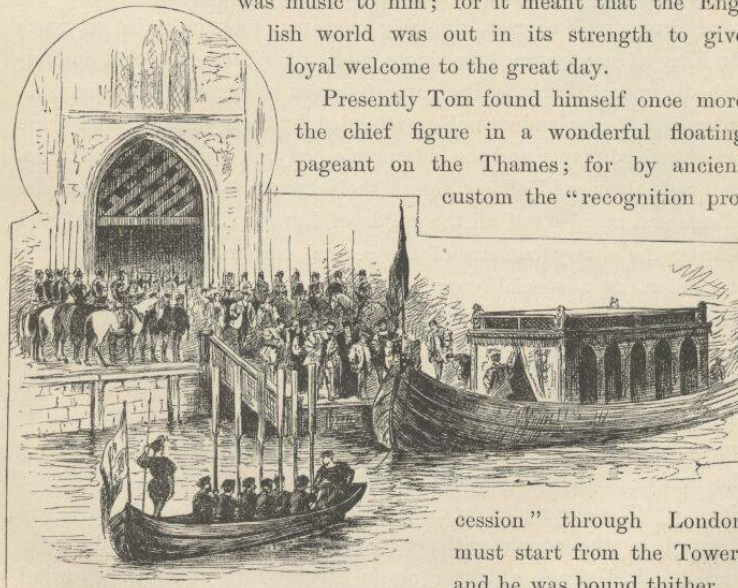 was music to him; for it meant that the Eng
lish world was out in its strength to give
loyal welcome to the great day.
Presently Tom found himself once more
the chief figure in a wonderful floating
pageant on the Thames; for by ancien
custom the “recognition pro
cession” through London
must start from the Tower
and he was bound thither